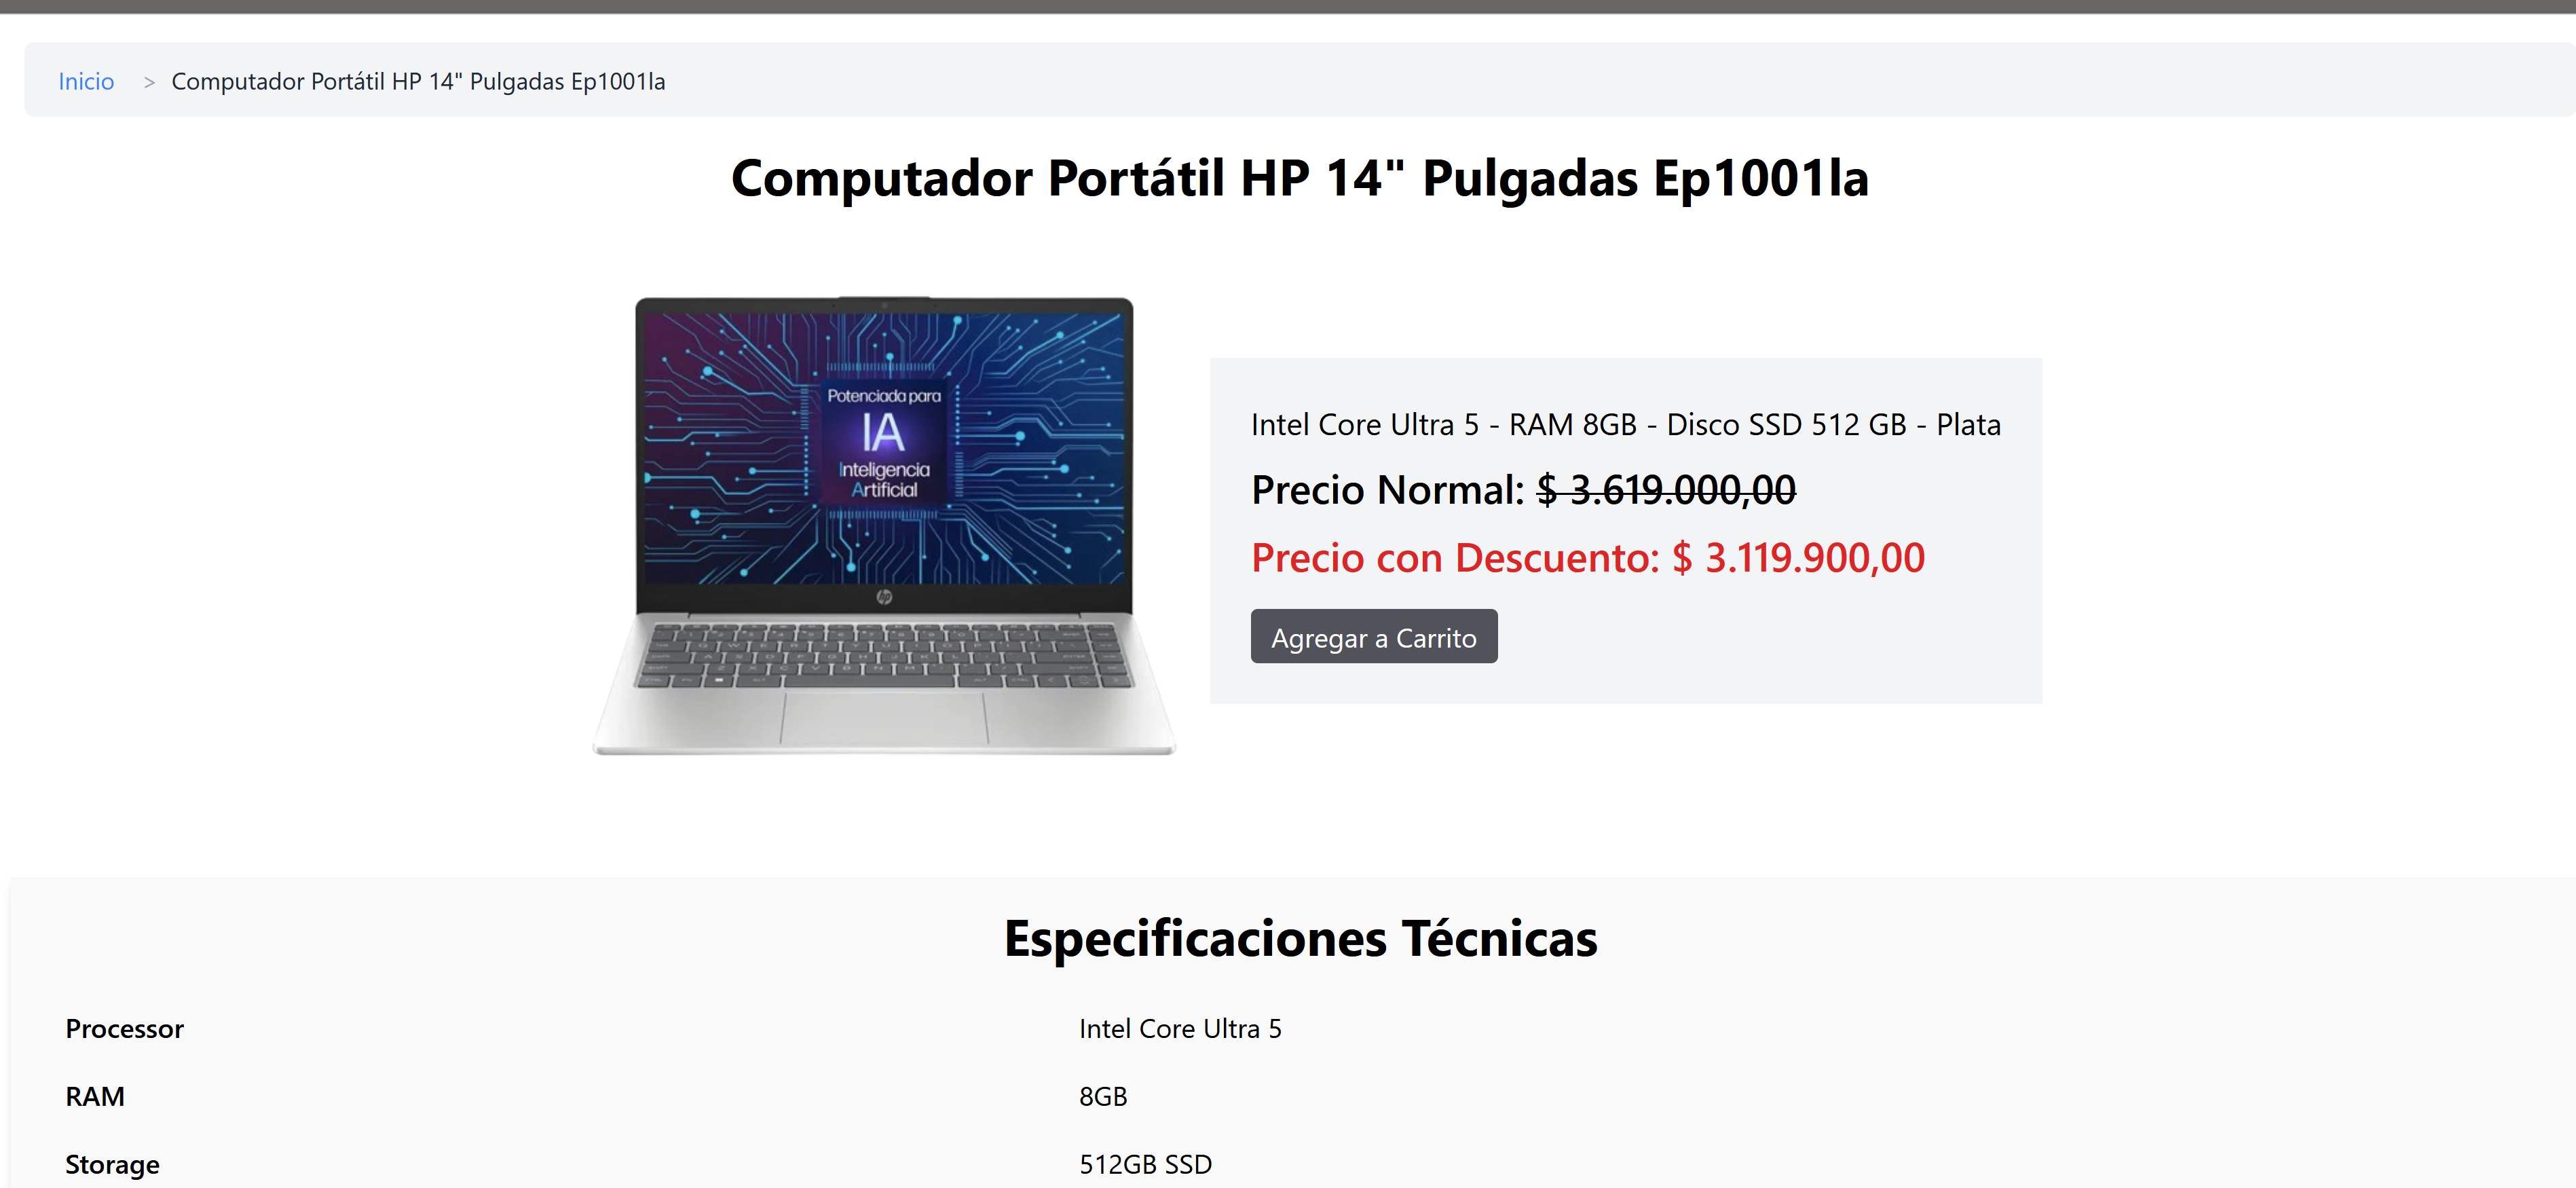 Inicio > Computador Portátil HP 14" Pulgadas Ep1001la
Computador Portátil HP 14" Pulgadas Ep1001la
Potenciada para
IA
Inteligencia
Artificial
hp
Intel Core Ultra 5 - RAM 8GB - Disco SSD 512 GB - Plata
Precio Normal: $ 3.619.000,00
Precio con Descuento: $ 3.119.900,00
Agregar a Carrito
Especificaciones Técnicas
Processor Intel Core Ultra 5
RAM 8GB
Storage 512GB SSD